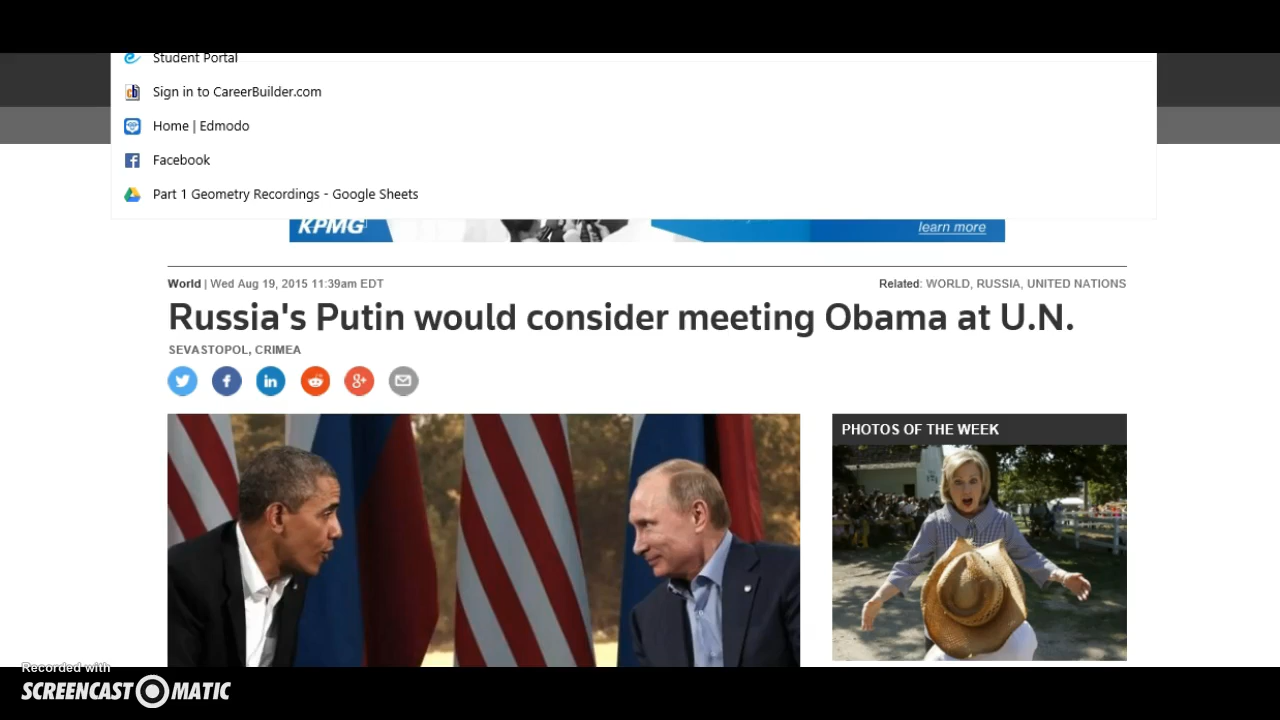 Student Portal
Sign in to CareerBuilder.com
Home | Edmodo
Facebook
Part 1 Geometry Recordings - Google Sheets
KPMG
learn more
World | Wed Aug 19, 2015 11:39am EDT
Related: WORLD, RUSSIA, UNITED NATIONS
Russia's Putin would consider meeting Obama at U.N.
SEVASTOPOL, CRIMEA
PHOTOS OF THE WEEK
Recorded with
SCREENCAST-O-MATIC